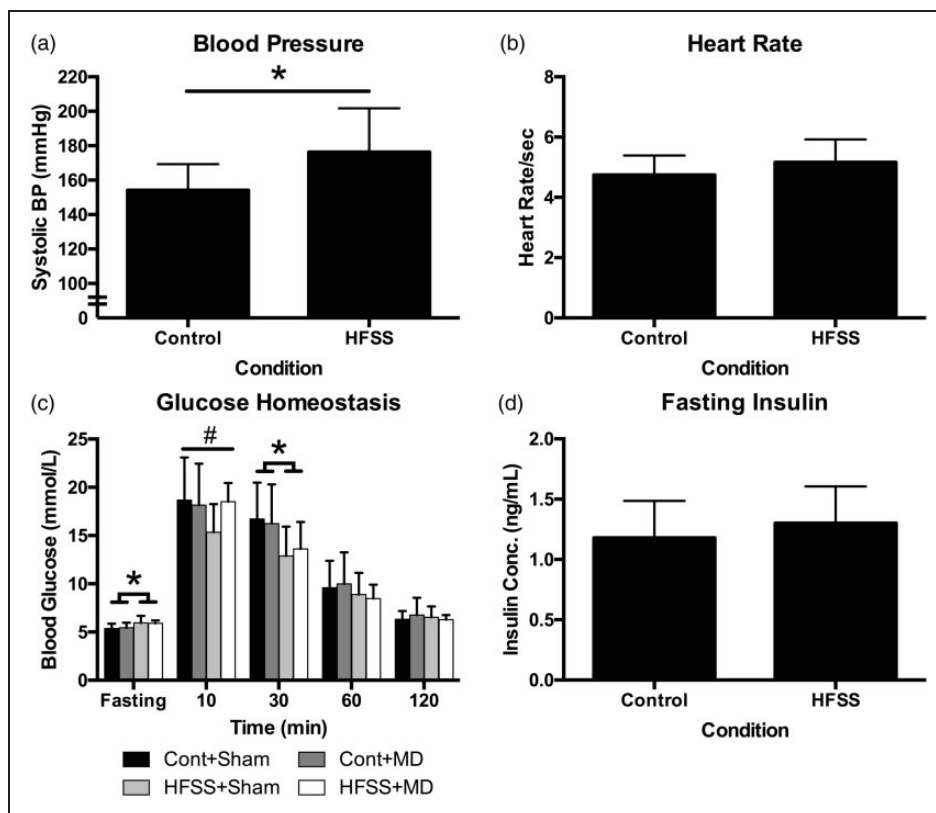 (a)
Blood Pressure
*
220
200
180
160
140
120
100
0
Systolic BP (mmHg)
Control
HFSS
Condition
(b)
Heart Rate
8
6
4
2
0
Heart Rate/sec
Control
HFSS
Condition
(c)
Glucose Homeostasis
25
20
15
10
5
0
Blood Glucose (mmol/L)
*
#
*
Fasting
10
30
60
120
Time (min)
Cont+Sham
Cont+MD
HFSS+Sham
HFSS+MD
(d)
Fasting Insulin
2.0
1.5
1.0
0.5
0.0
Insulin Conc. (ng/mL)
Control
HFSS
Condition